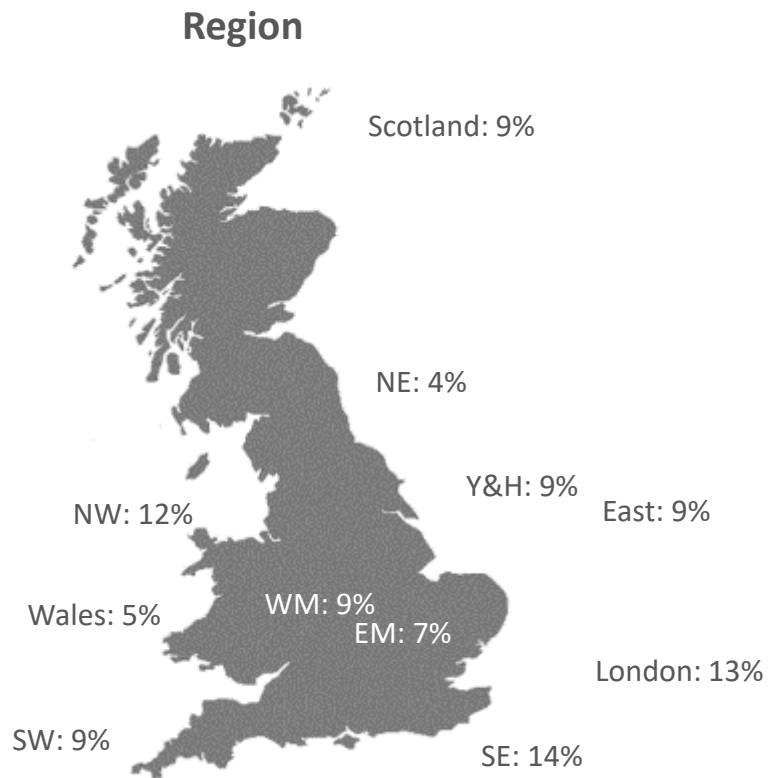 Region
Scotland: 9%
NE: 4%
Y&H: 9%
East: 9%
NW: 12%
WM: 9%
Wales: 5%
EM: 7%
London: 13%
SW: 9%
SE: 14%